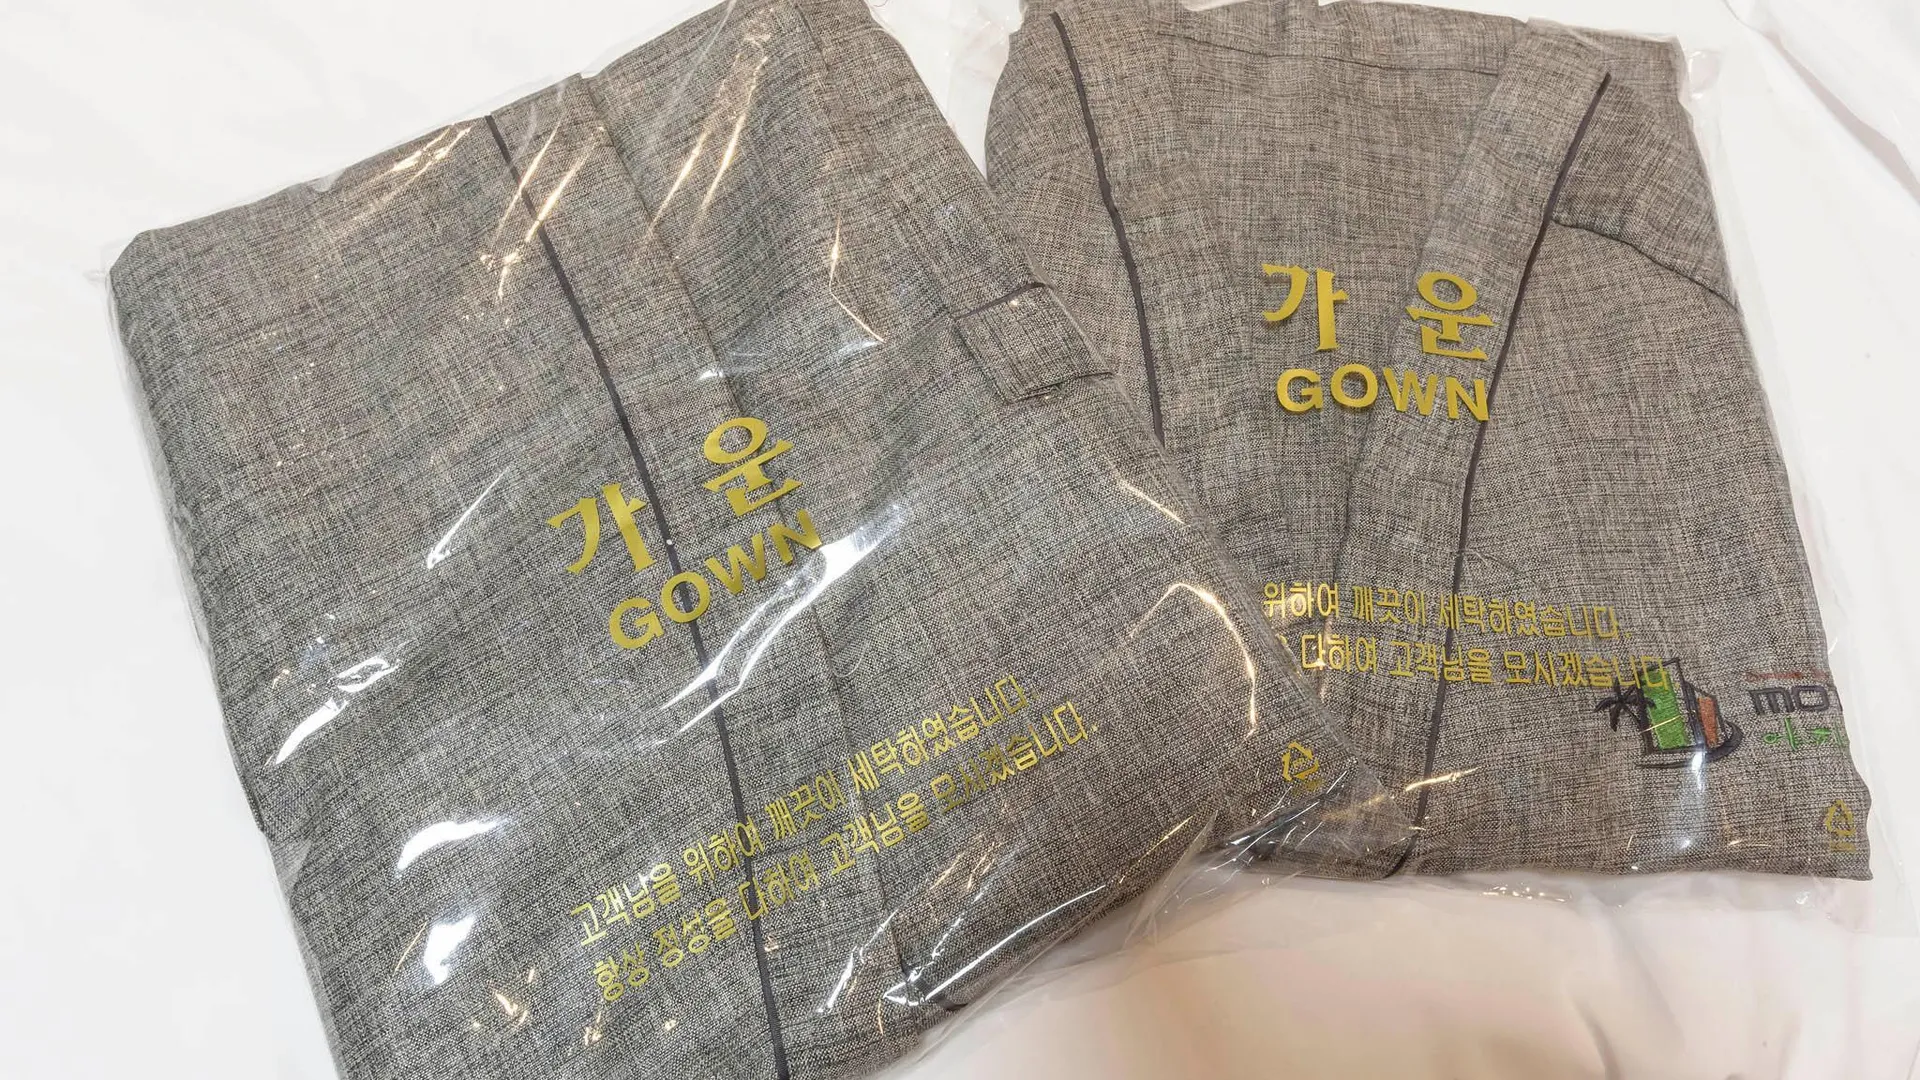 가운
GOWN
고객님을 위하여 깨끗이 세탁하였습니다.
항상 정성을 다하여 고객님을 모시겠습니다.
가운
GOWN
위하여 깨끗이 세탁하였습니다.
다하여 고객님을 모시겠습니다.